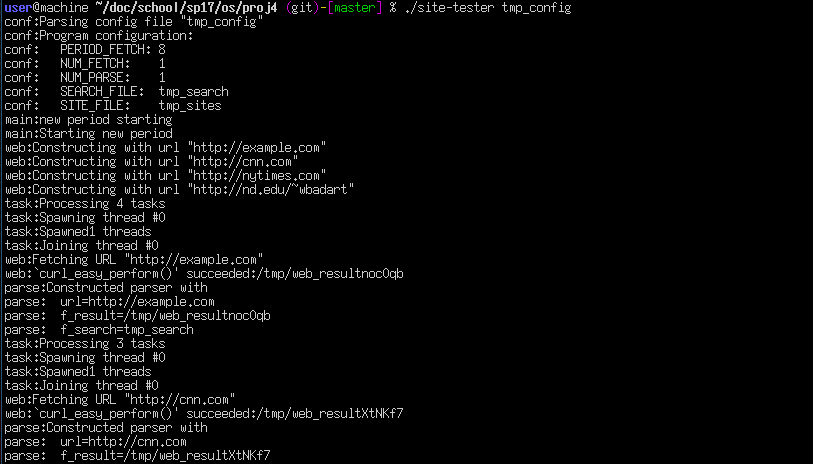 user@machine ~/doc/school/sp17/os/proj4 (git)-[master] % ./site-tester tmp_config
conf:Parsing config file "tmp_config"
conf:Program configuration:
conf:   PERIOD_FETCH: 8
conf:   NUM_FETCH:    1
conf:   NUM_PARSE:    1
conf:   SEARCH_FILE:  tmp_search
conf:   SITE_FILE:    tmp_sites
main:new period starting
main:Starting new period
web:Constructing with url "http://example.com"
web:Constructing with url "http://cnn.com"
web:Constructing with url "http://nytimes.com"
web:Constructing with url "http://nd.edu/~wbadart"
task:Processing 4 tasks
task:Spawning thread #0
task:Spawned1 threads
task:Joining thread #0
web:Fetching URL "http://example.com"
web:`curl_easy_perform()' succeeded:/tmp/web_resultnocOqb
parse:Constructed parser with
parse:  url=http://example.com
parse:  f_result=/tmp/web_resultnocOqb
parse:  f_search=tmp_search
task:Processing 3 tasks
task:Spawning thread #0
task:Spawned1 threads
task:Joining thread #0
web:Fetching URL "http://cnn.com"
web:`curl_easy_perform()' succeeded:/tmp/web_resultXtNKf7
parse:Constructed parser with
parse:  url=http://cnn.com
parse:  f_result=/tmp/web_resultXtNKf7